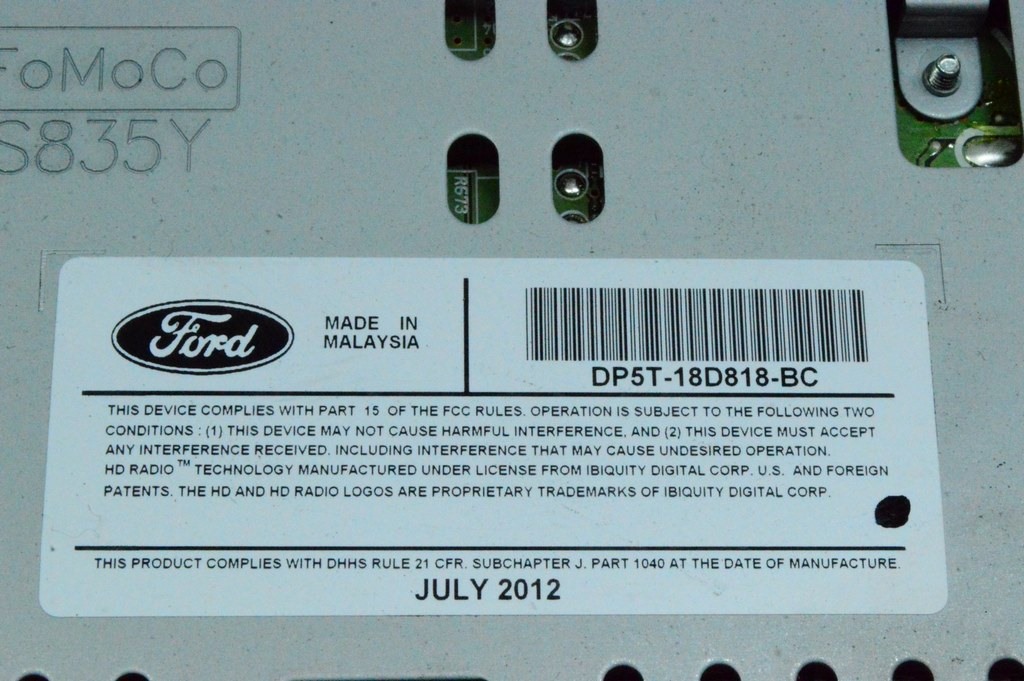 FoMoCo
S835Y
R673
Ford
MADE IN
MALAYSIA
DP5T-18D818-BC
THIS DEVICE COMPLIES WITH PART 15 OF THE FCC RULES. OPERATION IS SUBJECT TO THE FOLLOWING TWO
CONDITIONS : (1) THIS DEVICE MAY NOT CAUSE HARMFUL INTERFERENCE, AND (2) THIS DEVICE MUST ACCEPT
ANY INTERFERENCE RECEIVED. INCLUDING INTERFERENCE THAT MAY CAUSE UNDESIRED OPERATION.
HD RADIO™ TECHNOLOGY MANUFACTURED UNDER LICENSE FROM IBIQUITY DIGITAL CORP. U.S. AND FOREIGN
PATENTS. THE HD AND HD RADIO LOGOS ARE PROPRIETARY TRADEMARKS OF IBIQUITY DIGITAL CORP.
THIS PRODUCT COMPLIES WITH DHHS RULE 21 CFR. SUBCHAPTER J. PART 1040 AT THE DATE OF MANUFACTURE.
JULY 2012